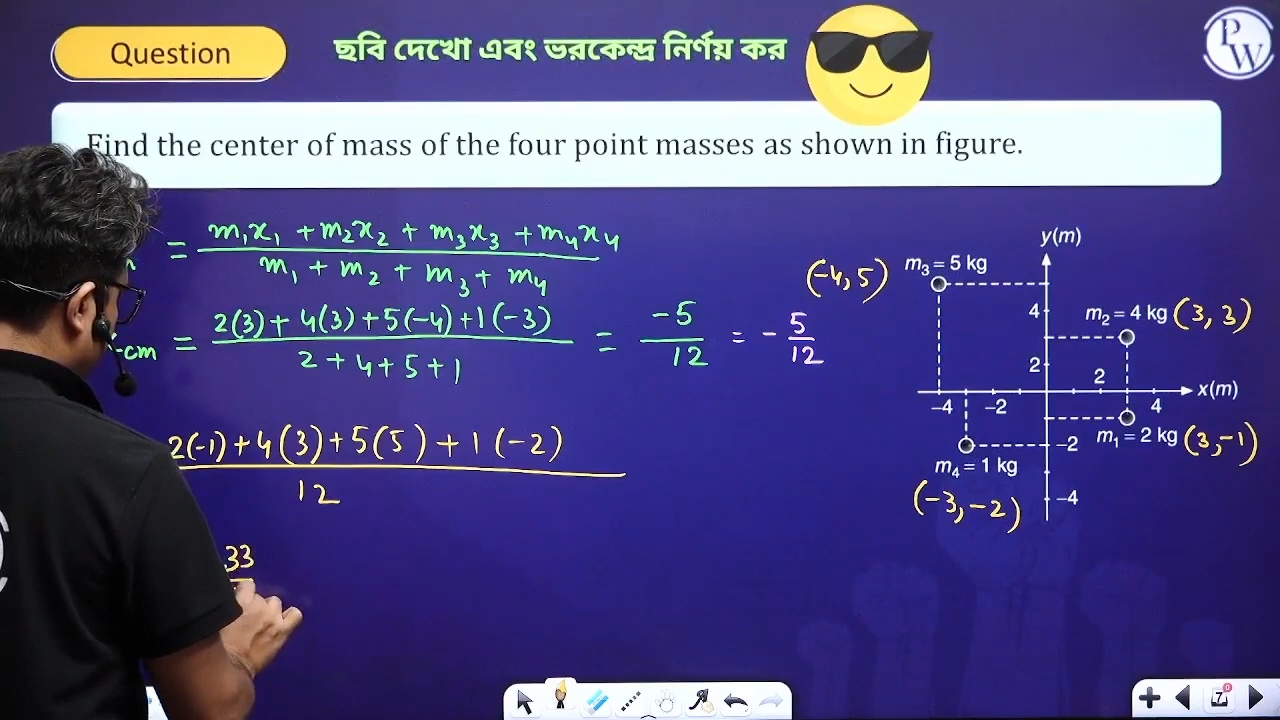 Question
ছবি দেখো এবং ভরকেন্দ্র নির্ণয় কর
PW
Find the center of mass of the four point masses as shown in figure.
= m₁x₁ + m₂x₂ + m₃x₃ + m₄x₄
m₁ + m₂ + m₃ + m₄
cm = 2(3) + 4(3) + 5(-4) + 1(-3) = -5 = - 5
2 + 4 + 5 + 1 12 12
2(-1) + 4(3) + 5(5) + 1(-2)
12
33
y(m)
(-4, 5) m₃ = 5 kg
4 m₂ = 4 kg (3, 3)
2 2
-4 -2 4 x(m)
-2 m₁ = 2 kg (3, -1)
m₄ = 1 kg
(-3, -2) -4
7
0